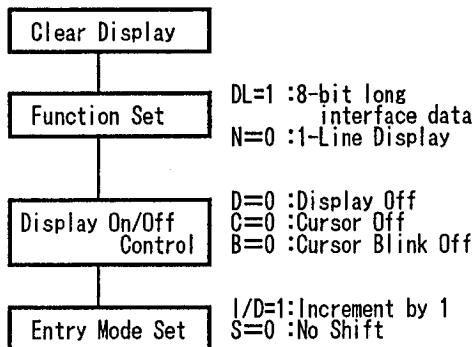 Clear Display
Function Set
DL=1 :8-bit long
interface data
N=0 :1-Line Display
Display On/Off
Control
D=0 :Display Off
C=0 :Cursor Off
B=0 :Cursor Blink Off
Entry Mode Set
I/D=1:Increment by 1
S=0 :No Shift